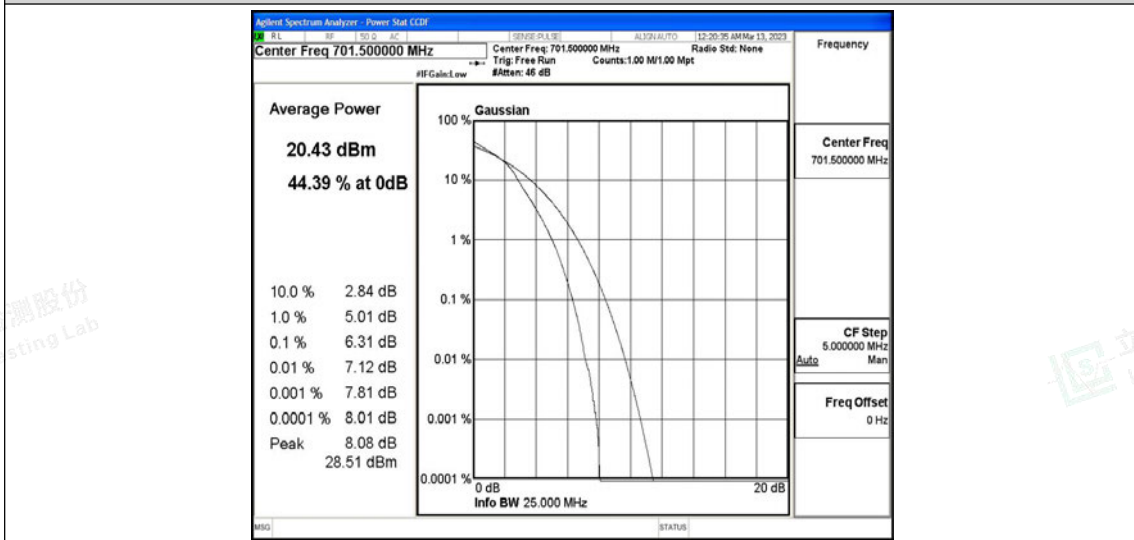 Agilent Spectrum Analyzer - Power Stat CCDF
RL RF 50 Ω AC SENSE:PULSE ALIGNAUTO 12:20:35 AM Mar 13, 2023
Center Freq 701.500000 MHz
Center Freq: 701.500000 MHz Radio Std: None
Trig: Free Run Counts:1.00 M/1.00 Mpt
#IFGain:Low #Atten: 46 dB
Frequency
Average Power
20.43 dBm
44.39 % at 0dB
10.0 % 2.84 dB
1.0 % 5.01 dB
0.1 % 6.31 dB
0.01 % 7.12 dB
0.001 % 7.81 dB
0.0001 % 8.01 dB
Peak 8.08 dB
28.51 dBm
Gaussian
100 %
10 %
1 %
0.1 %
0.01 %
0.001 %
0.0001 %
0 dB 20 dB
Info BW 25.000 MHz
Center Freq
701.500000 MHz
CF Step
5.000000 MHz
Auto Man
Freq Offset
0 Hz
MSG STATUS
测股份
esting Lab